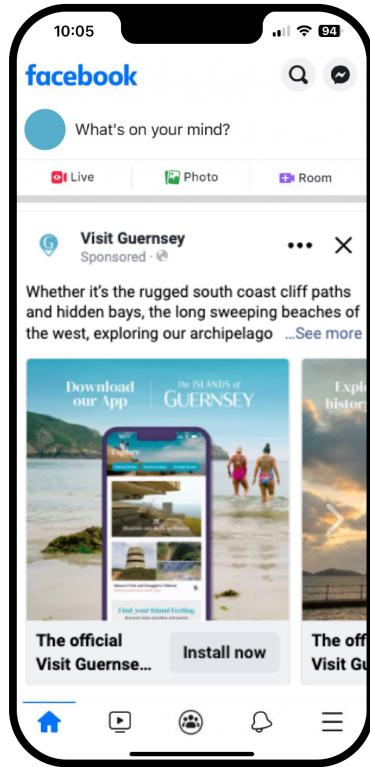 10:05
94
facebook
What's on your mind?
Live
Photo
Room
G
Visit Guernsey
Sponsored ·
Whether it's the rugged south coast cliff paths
and hidden bays, the long sweeping beaches of
the west, exploring our archipelago ...See more
Download
our App
The ISLANDS of
GUERNSEY
Expl
histor
Explore
Find your Island Feeling
The official
Visit Guernse...
Install now
The off
Visit Gu